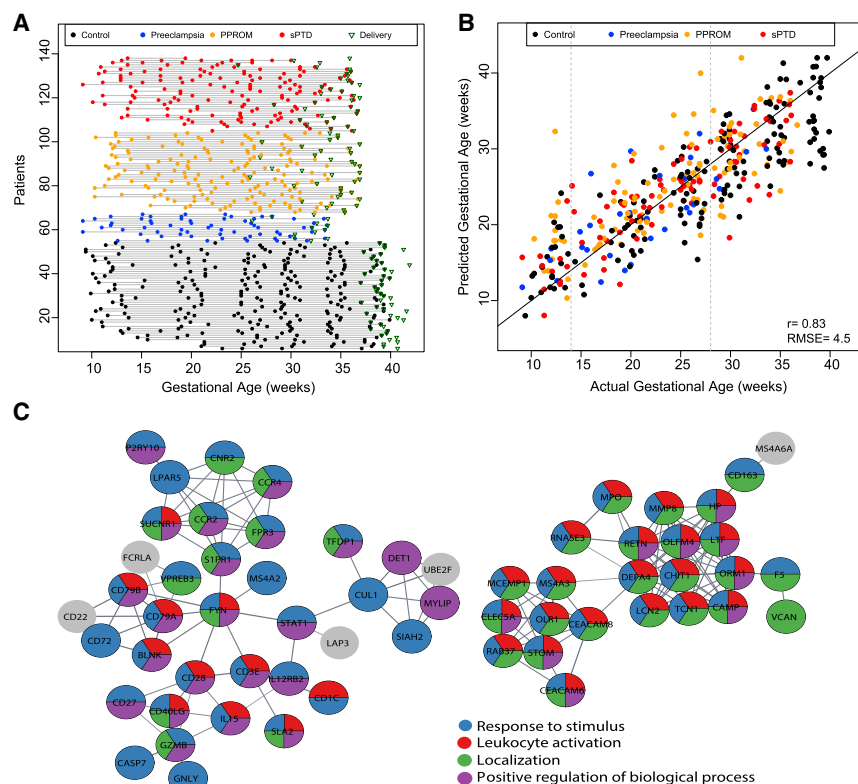 A
Control Preeclampsia PPROM sPTD Delivery
Patients
140
120
100
80
60
40
20
10 15 20 25 30 35 40
Gestational Age (weeks)
B
Control Preeclampsia PPROM sPTD
Predicted Gestational Age (weeks)
40
30
20
10
r= 0.83
RMSE= 4.5
10 15 20 25 30 35 40
Actual Gestational Age (weeks)
C
P2RY10
LPAR5
CNR2
CCR4
SUCNR1
CCR2
FPR3
S1PR1
FCRLA
VPREB3
MS4A2
CD79B
CD22
CD79A
FYN
CD72
BLNK
STAT1
LAP3
TFDP1
DET1
UBE2F
CUL1
MYLIP
SIAH2
CD28
CD3E
IL12RB2
CD1C
CD27
CD40LG
IL15
SLA2
GZMB
CASP7
GNLY
MS4A6A
CD163
MPO
MMP8
HP
RNASE3
RETN
OLFM4
LTF
MCEMP1
MS4A3
DEFA4
CHIT1
ORM1
F5
CLEC5A
OLR1
CEACAM8
LCN2
TCN1
CAMP
VCAN
RAB37
STOM
CEACAM6
Response to stimulus
Leukocyte activation
Localization
Positive regulation of biological process